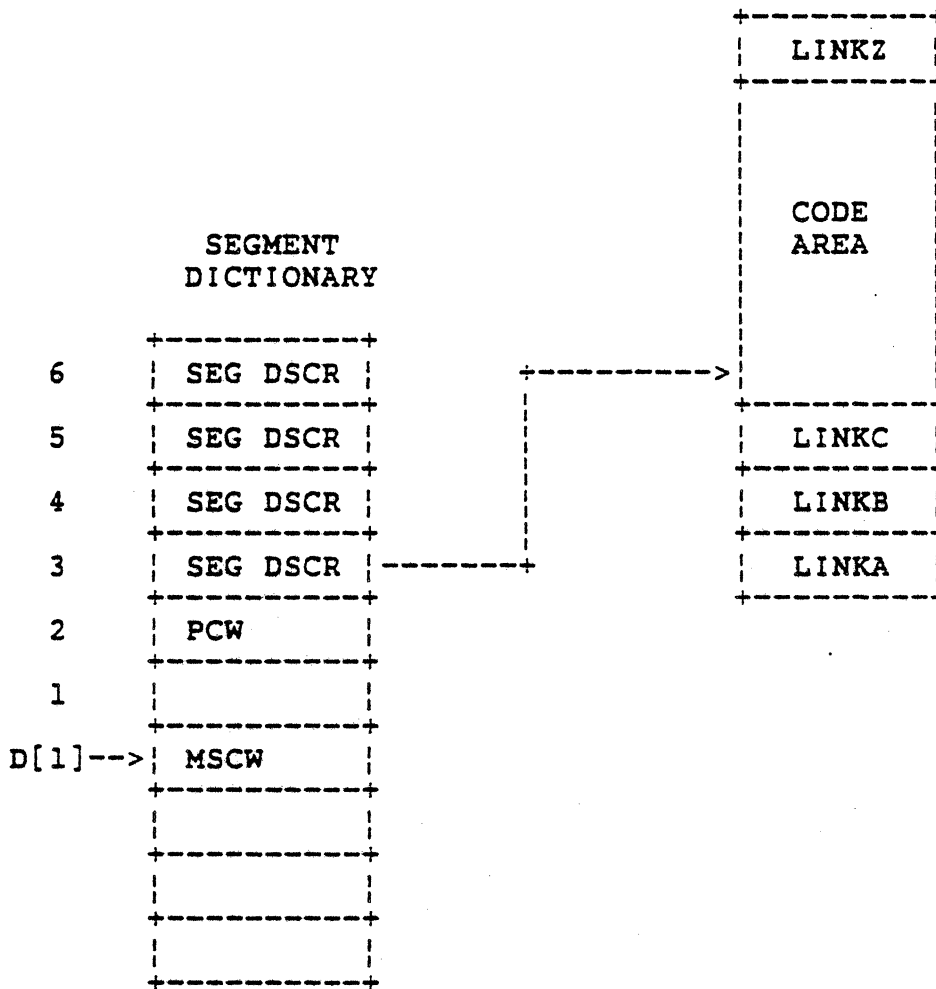 LINKZ
CODE
AREA
SEGMENT
DICTIONARY
6 SEG DSCR
5 SEG DSCR LINKC
4 SEG DSCR LINKB
3 SEG DSCR LINKA
2 PCW
1
D[1]-->  MSCW